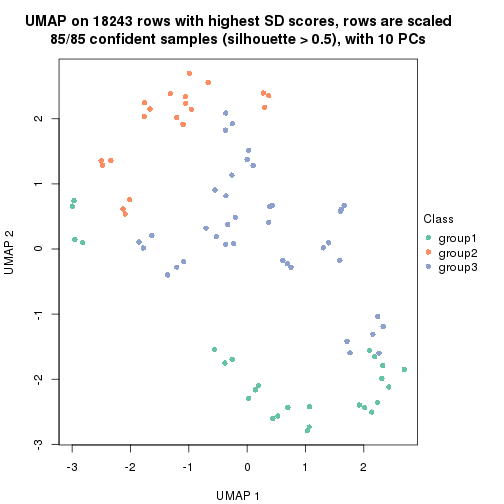 UMAP on 18243 rows with highest SD scores, rows are scaled
85/85 confident samples (silhouette > 0.5), with 10 PCs
UMAP 2
2
1
0
-1
-2
-3
-3
-2
-1
0
1
2
UMAP 1
Class
group1
group2
group3